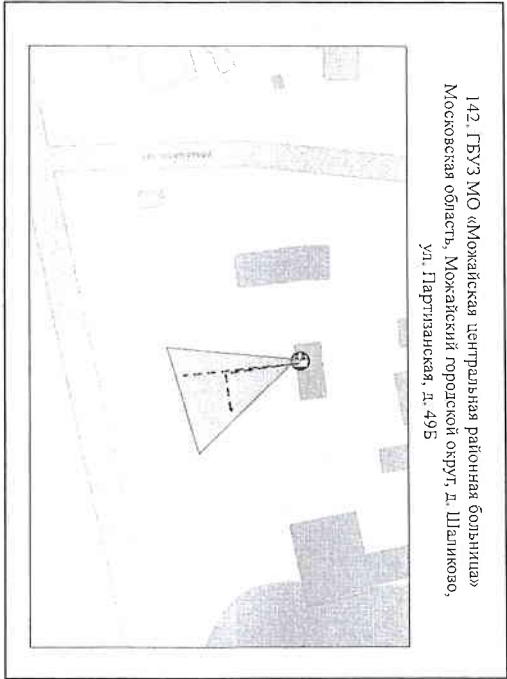 142. ГБУЗ МО «Можайская центральная районная больница»
Московская область, Можайский городской округ, д. Шаликово,
ул. Партизанская, д. 49Б